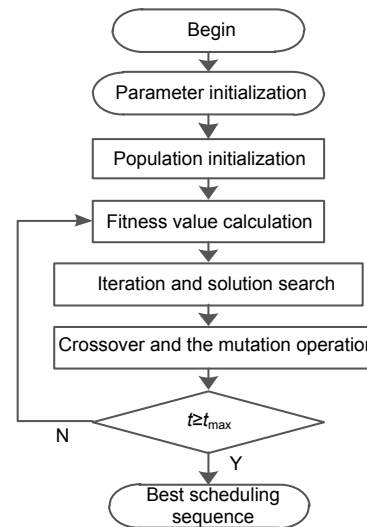 Begin
Parameter initialization
Population initialization
Fitness value calculation
Iteration and solution search
Crossover and the mutation operation
t≥tmax
N
Y
Best scheduling
sequence